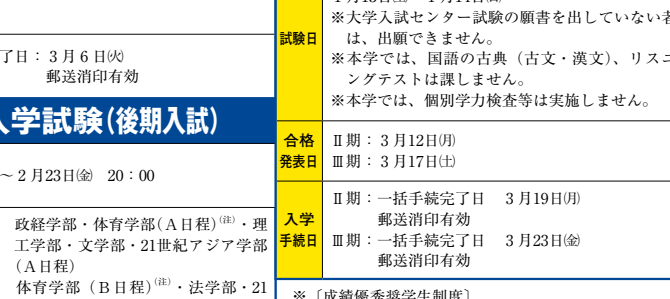 了日：3月6日㈫
郵送消印有効
入学試験（後期入試）
～2月23日㈮　20：00
政経学部・体育学部（A日程）(注)・理
工学部・文学部・21世紀アジア学部
（A日程）
体育学部（B日程）(注)・法学部・21
試験日
※大学入試センター試験の願書を出していない者
は、出願できません。
※本学では、国語の古典（古文・漢文）、リスニ
ングテストは課しません。
※本学では、個別学力検査等は実施しません。
合格
発表日
Ⅱ期：3月12日㈪
Ⅲ期：3月17日㈯
入学
手続日
Ⅱ期：一括手続完了日　3月19日㈪
郵送消印有効
Ⅲ期：一括手続完了日　3月23日㈮
郵送消印有効
※〔成績優秀奨学生制度〕